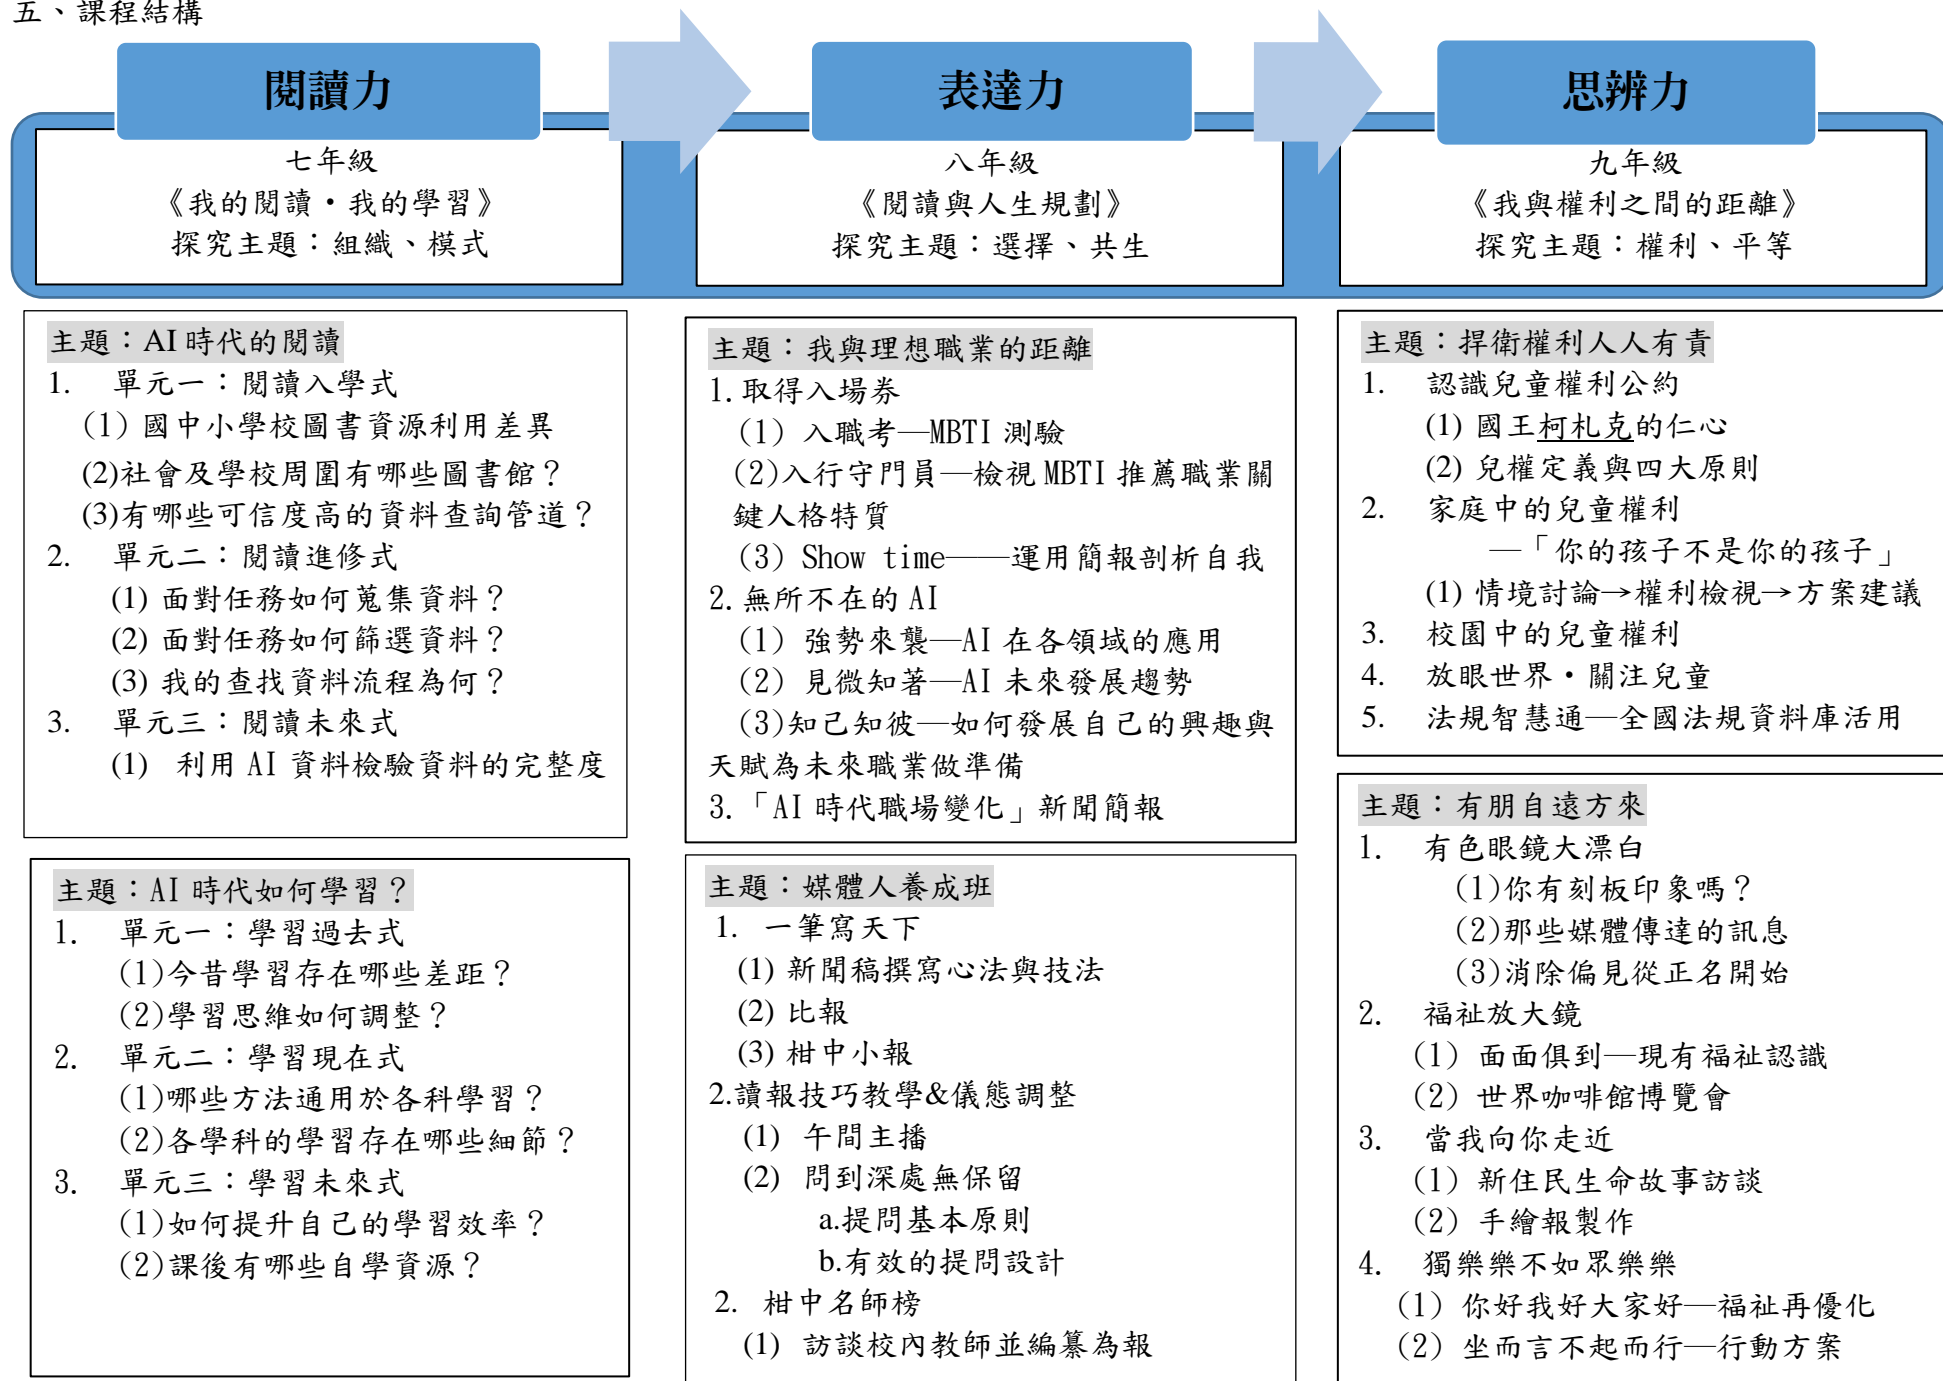 五、課程結構
閱讀力
七年級
《我的閱讀•我的學習》
探究主題：組織、模式
表達力
八年級
《閱讀與人生規劃》
探究主題：選擇、共生
思辨力
九年級
《我與權利之間的距離》
探究主題：權利、平等
主題：AI時代的閱讀
1. 單元一：閱讀入學式
(1)國中小學校圖書資源利用差異
(2)社會及學校周圍有哪些圖書館？
(3)有哪些可信度高的資料查詢管道？
2. 單元二：閱讀進修式
(1) 面對任務如何蒐集資料？
(2) 面對任務如何篩選資料？
(3) 我的查找資料流程為何？
3. 單元三：閱讀未來式
(1) 利用 AI 資料檢驗資料的完整度
主題：AI 時代如何學習？
1. 單元一：學習過去式
(1)今昔學習存在哪些差距？
(2)學習思維如何調整？
2. 單元二：學習現在式
(1)哪些方法通用於各科學習？
(2)各學科的學習存在哪些細節？
3. 單元三：學習未來式
(1)如何提升自己的學習效率？
(2)課後有哪些自學資源？
主題：我與理想職業的距離
1.取得入場券
(1) 入職考—MBTI 測驗
(2)入行守門員—檢視 MBTI 推薦職業關
鍵人格特質
(3) Show time——運用簡報剖析自我
2.無所不在的 AI
(1) 強勢來襲—AI 在各領域的應用
(2) 見微知著—AI 未來發展趨勢
(3)知己知彼—如何發展自己的興趣與
天賦為未來職業做準備
3.「AI 時代職場變化」新聞簡報
主題：媒體人養成班
1. 一筆寫天下
(1) 新聞稿撰寫心法與技法
(2) 比報
(3) 柑中小報
2.讀報技巧教學&儀態調整
(1) 午間主播
(2) 問到深處無保留
a.提問基本原則
b.有效的提問設計
2. 柑中名師榜
(1) 訪談校內教師並編纂為報
主題：捍衛權利人人有責
1. 認識兒童權利公約
(1) 國王柯札克的仁心
(2) 兒權定義與四大原則
2. 家庭中的兒童權利
—「你的孩子不是你的孩子」
(1) 情境討論→權利檢視→方案建議
3. 校園中的兒童權利
4. 放眼世界•關注兒童
5. 法規智慧通—全國法規資料庫活用
主題：有朋自遠方來
1. 有色眼鏡大漂白
(1)你有刻板印象嗎？
(2)那些媒體傳達的訊息
(3)消除偏見從正名開始
2. 福祉放大鏡
(1) 面面俱到—現有福祉認識
(2) 世界咖啡館博覽會
3. 當我向你走近
(1) 新住民生命故事訪談
(2) 手繪報製作
4. 獨樂樂不如眾樂樂
(1) 你好我好大家好—福祉再優化
(2) 坐而言不起而行—行動方案